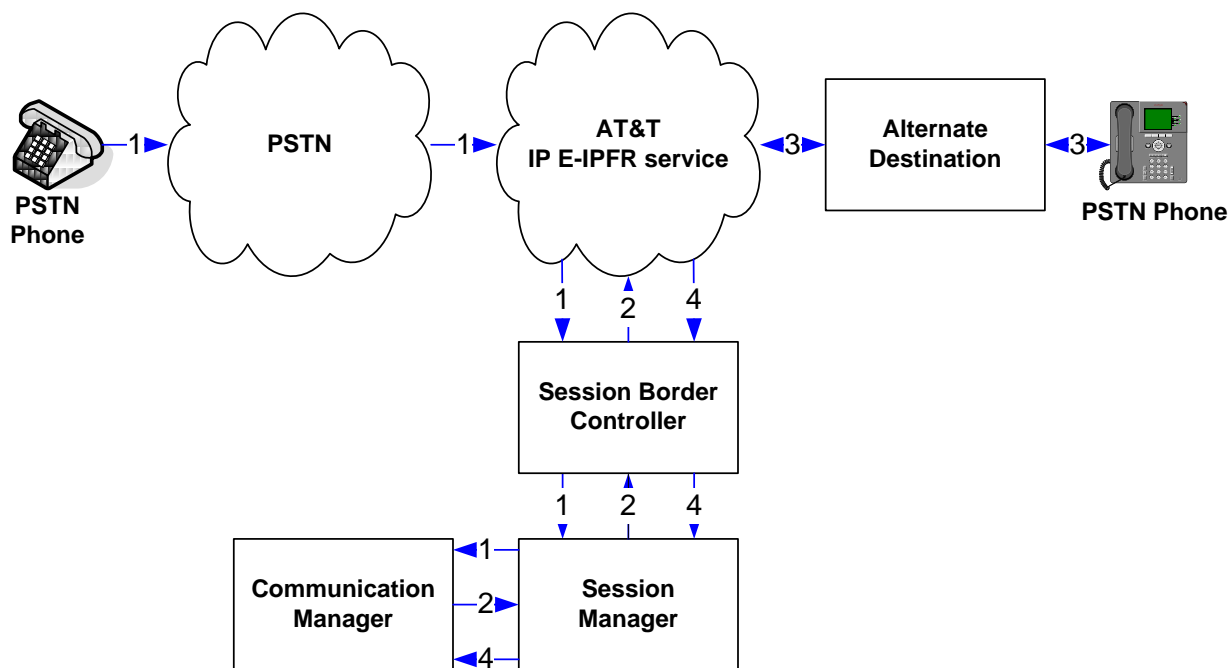 PSTN
Phone
1
PSTN
1
AT&T
IP E-IPFR service
3
Alternate
Destination
3
PSTN Phone
1
2
4
Session Border
Controller
1
2
4
Communication
Manager
1
2
4
Session
Manager